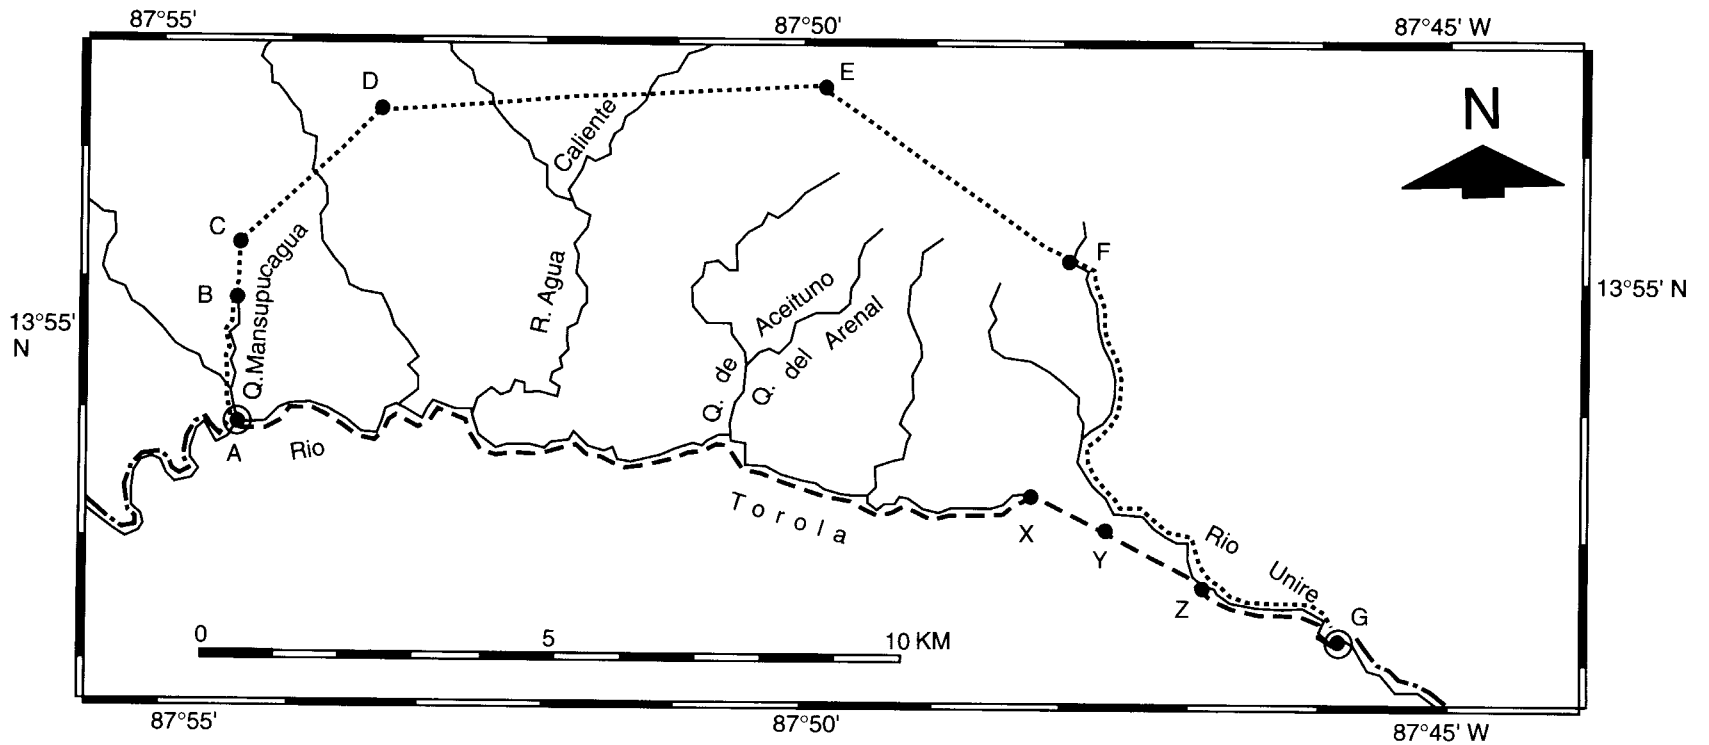 87°55'
87°50'
87°45' W
D
E
N
Caliente
C
Q.Mansupucagua
F
B
R. Agua
13°55' N
13°55'
N
Q. de Aceituno
Q. del Arenal
A
Rio
Torola
X
Y
Rio Unire
Z
G
0
5
10 KM
87°55'
87°50'
87°45' W